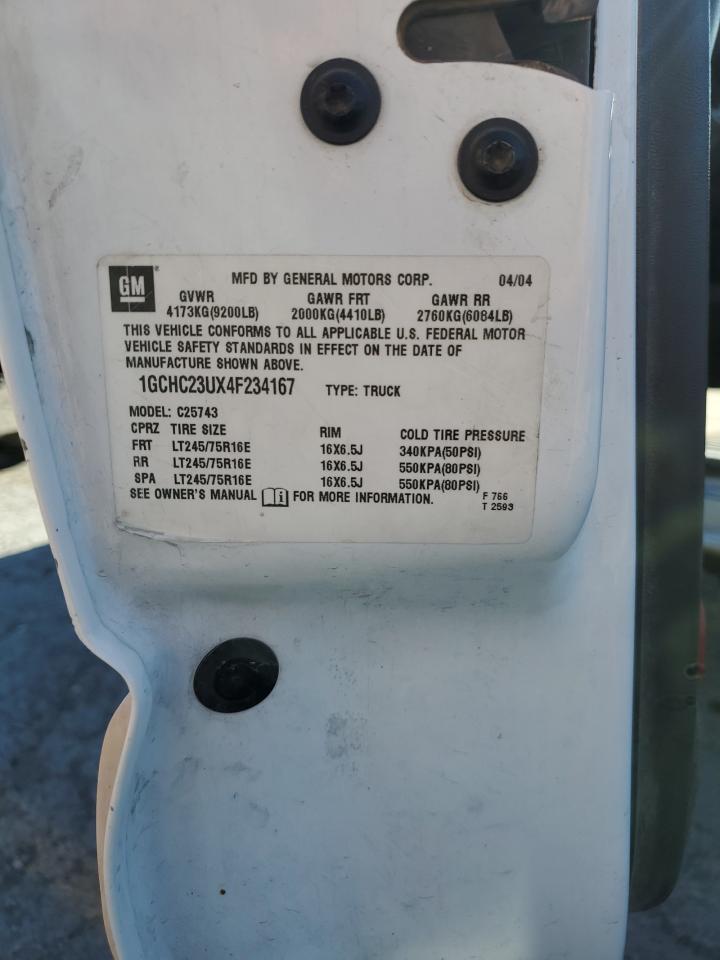 GM®
MFD BY GENERAL MOTORS CORP. 04/04
GVWR GAWR FRT GAWR RR
4173KG(9200LB) 2000KG(4410LB) 2760KG(6084LB)
THIS VEHICLE CONFORMS TO ALL APPLICABLE U.S. FEDERAL MOTOR
VEHICLE SAFETY STANDARDS IN EFFECT ON THE DATE OF
MANUFACTURE SHOWN ABOVE.
1GCHC23UX4F234167 TYPE: TRUCK
MODEL: C25743
CPRZ TIRE SIZE RIM COLD TIRE PRESSURE
FRT LT245/75R16E 16X6.5J 340KPA(50PSI)
RR LT245/75R16E 16X6.5J 550KPA(80PSI)
SPA LT245/75R16E 16X6.5J 550KPA(80PSI)
SEE OWNER'S MANUAL FOR MORE INFORMATION. F 766
T 2593